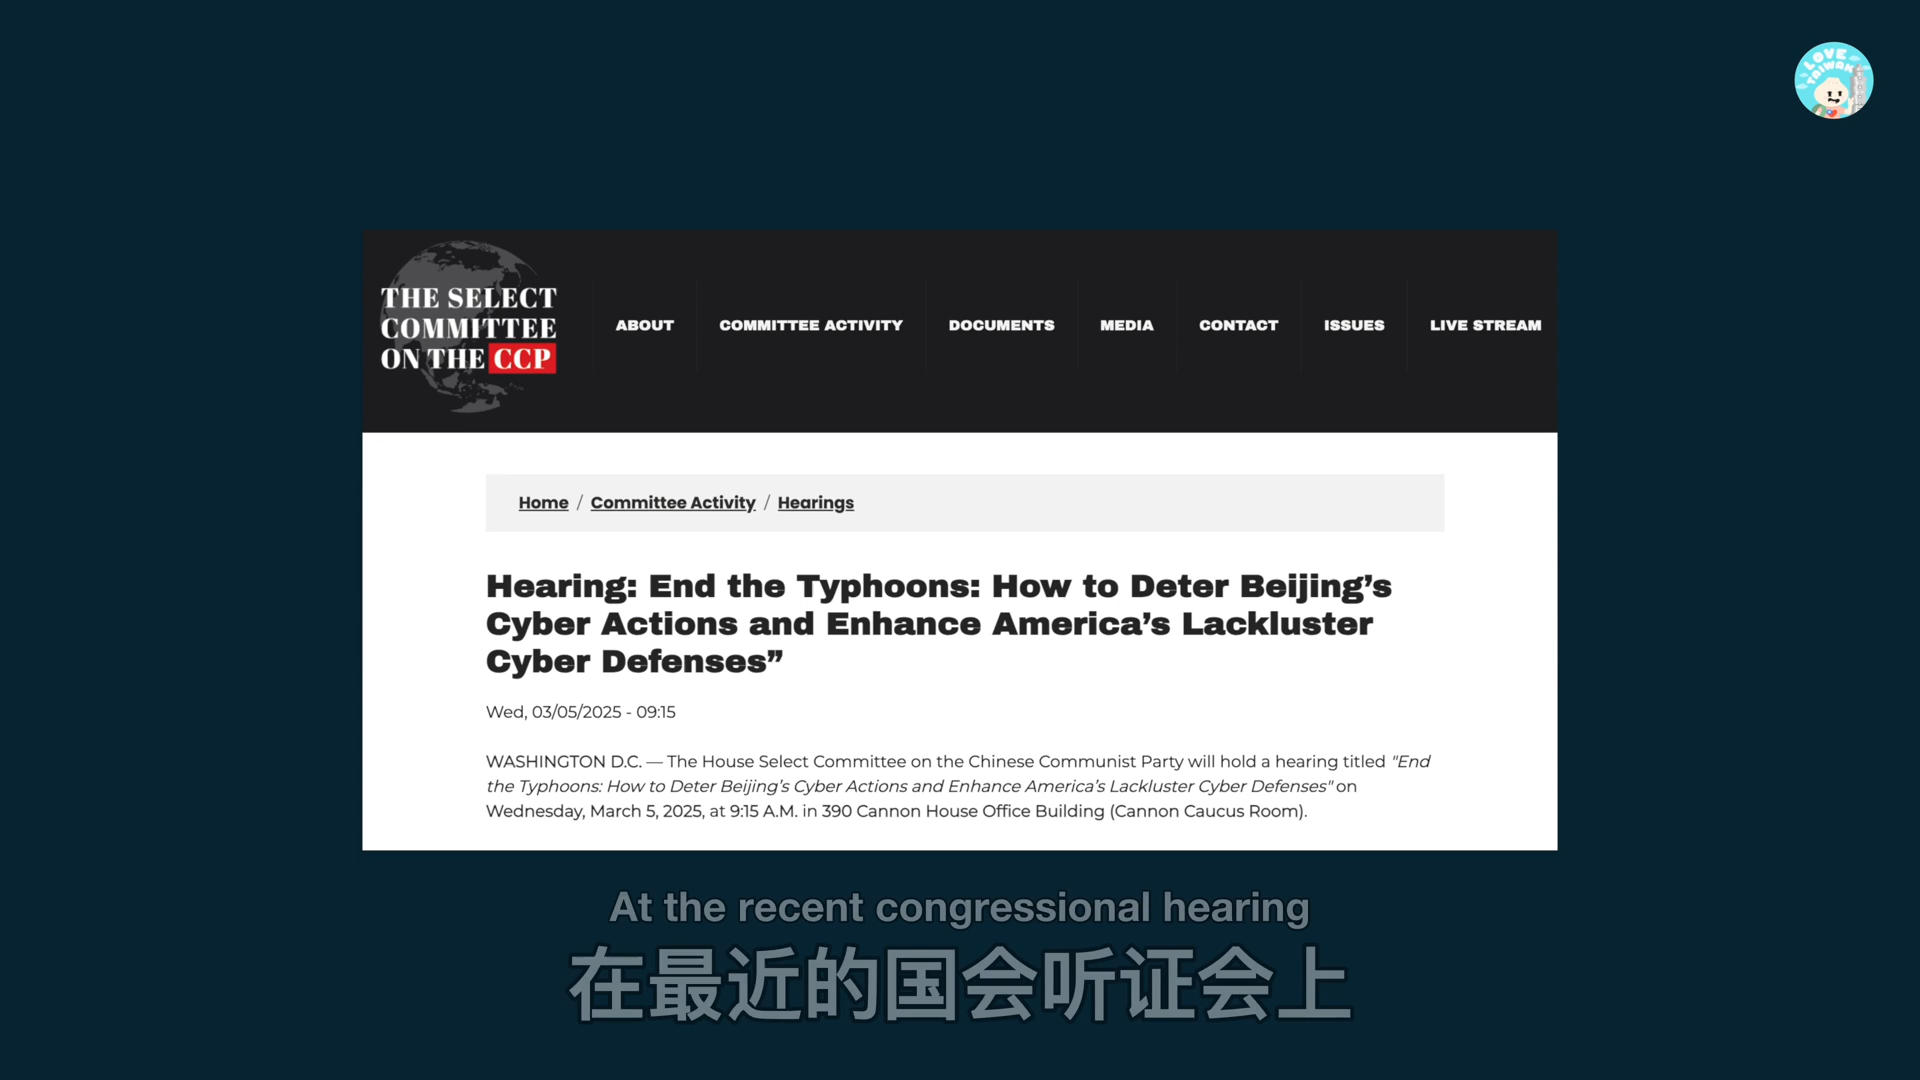 LOVE
TAIWAN
THE SELECT
COMMITTEE
ON THE CCP
ABOUT
COMMITTEE ACTIVITY
DOCUMENTS
MEDIA
CONTACT
ISSUES
LIVE STREAM
Home / Committee Activity / Hearings
Hearing: End the Typhoons: How to Deter Beijing’s
Cyber Actions and Enhance America’s Lackluster
Cyber Defenses”
Wed, 03/05/2025 - 09:15
WASHINGTON D.C. — The House Select Committee on the Chinese Communist Party will hold a hearing titled "End
the Typhoons: How to Deter Beijing’s Cyber Actions and Enhance America’s Lackluster Cyber Defenses" on
Wednesday, March 5, 2025, at 9:15 A.M. in 390 Cannon House Office Building (Cannon Caucus Room).
At the recent congressional hearing
在最近的国会听证会上